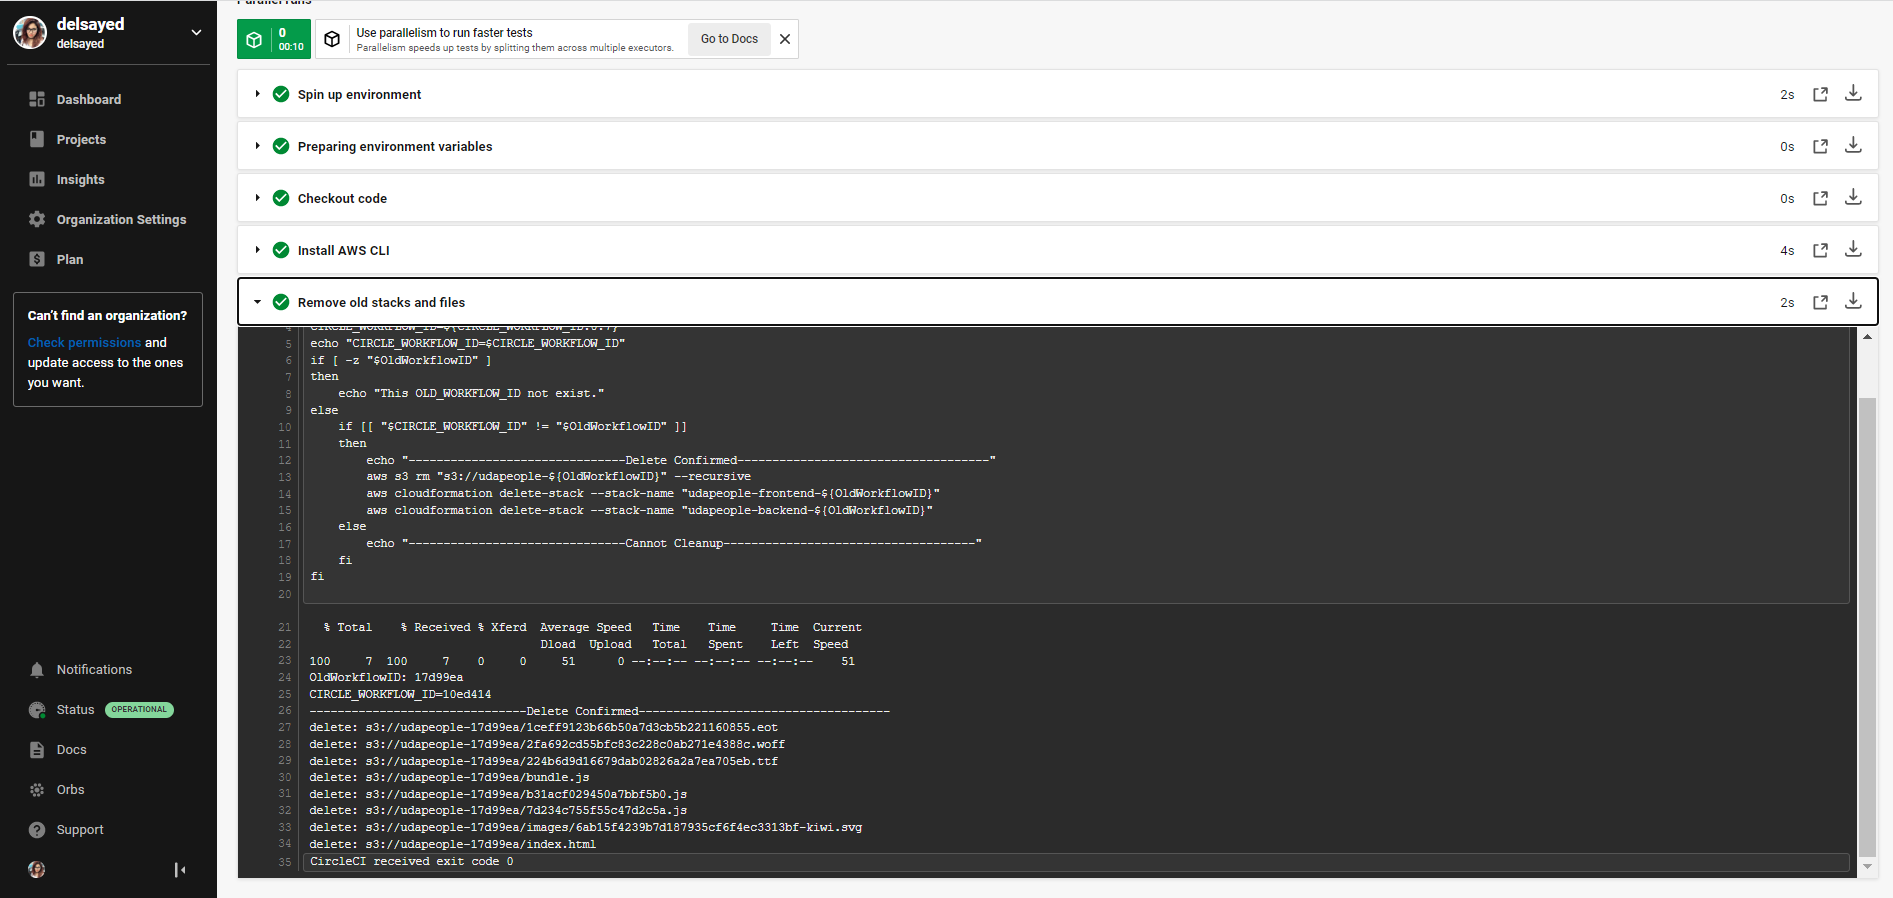 delsayed
delsayed
Dashboard
Projects
Insights
Organization Settings
Plan
Can't find an organization?
Check permissions and
update access to the ones
you want.
Notifications
Status OPERATIONAL
Docs
Orbs
Support
Parallel runs
0
00:10
Use parallelism to run faster tests
Parallelism speeds up tests by splitting them across multiple executors.
Go to Docs
Spin up environment 2s
Preparing environment variables 0s
Checkout code 0s
Install AWS CLI 4s
Remove old stacks and files 2s
4 CIRCLE_WORKFLOW_ID=${CIRCLE_WORKFLOW_ID:0:7}
5 echo "CIRCLE_WORKFLOW_ID=$CIRCLE_WORKFLOW_ID"
6 if [ -z "$OldWorkflowID" ]
7 then
8 echo "This OLD_WORKFLOW_ID not exist."
9 else
10 if [[ "$CIRCLE_WORKFLOW_ID" != "$OldWorkflowID" ]]
11 then
12 echo "-------------------------------Delete Confirmed------------------------------------"
13 aws s3 rm "s3://udapeople-${OldWorkflowID}" --recursive
14 aws cloudformation delete-stack --stack-name "udapeople-frontend-${OldWorkflowID}"
15 aws cloudformation delete-stack --stack-name "udapeople-backend-${OldWorkflowID}"
16 else
17 echo "-------------------------------Cannot Cleanup------------------------------------"
18 fi
19 fi
20
21 % Total % Received % Xferd Average Speed Time Time Time Current
22 Dload Upload Total Spent Left Speed
23 100 7 100 7 0 0 51 0 --:--:-- --:--:-- --:--:-- 51
24 OldWorkflowID: 17d99ea
25 CIRCLE_WORKFLOW_ID=10ed414
26 -------------------------------Delete Confirmed------------------------------------
27 delete: s3://udapeople-17d99ea/1ceff9123b66b50a7d3cb5b221160855.eot
28 delete: s3://udapeople-17d99ea/2fa692cd55bfc83c228c0ab271e4388c.woff
29 delete: s3://udapeople-17d99ea/224b6d9d16679dab02826a2a7ea705eb.ttf
30 delete: s3://udapeople-17d99ea/bundle.js
31 delete: s3://udapeople-17d99ea/b31acf029450a7bbf5b0.js
32 delete: s3://udapeople-17d99ea/7d234c755f55c47d2c5a.js
33 delete: s3://udapeople-17d99ea/images/6ab15f4239b7d187935cf6f4ec3313bf-kiwi.svg
34 delete: s3://udapeople-17d99ea/index.html
35 CircleCI received exit code 0